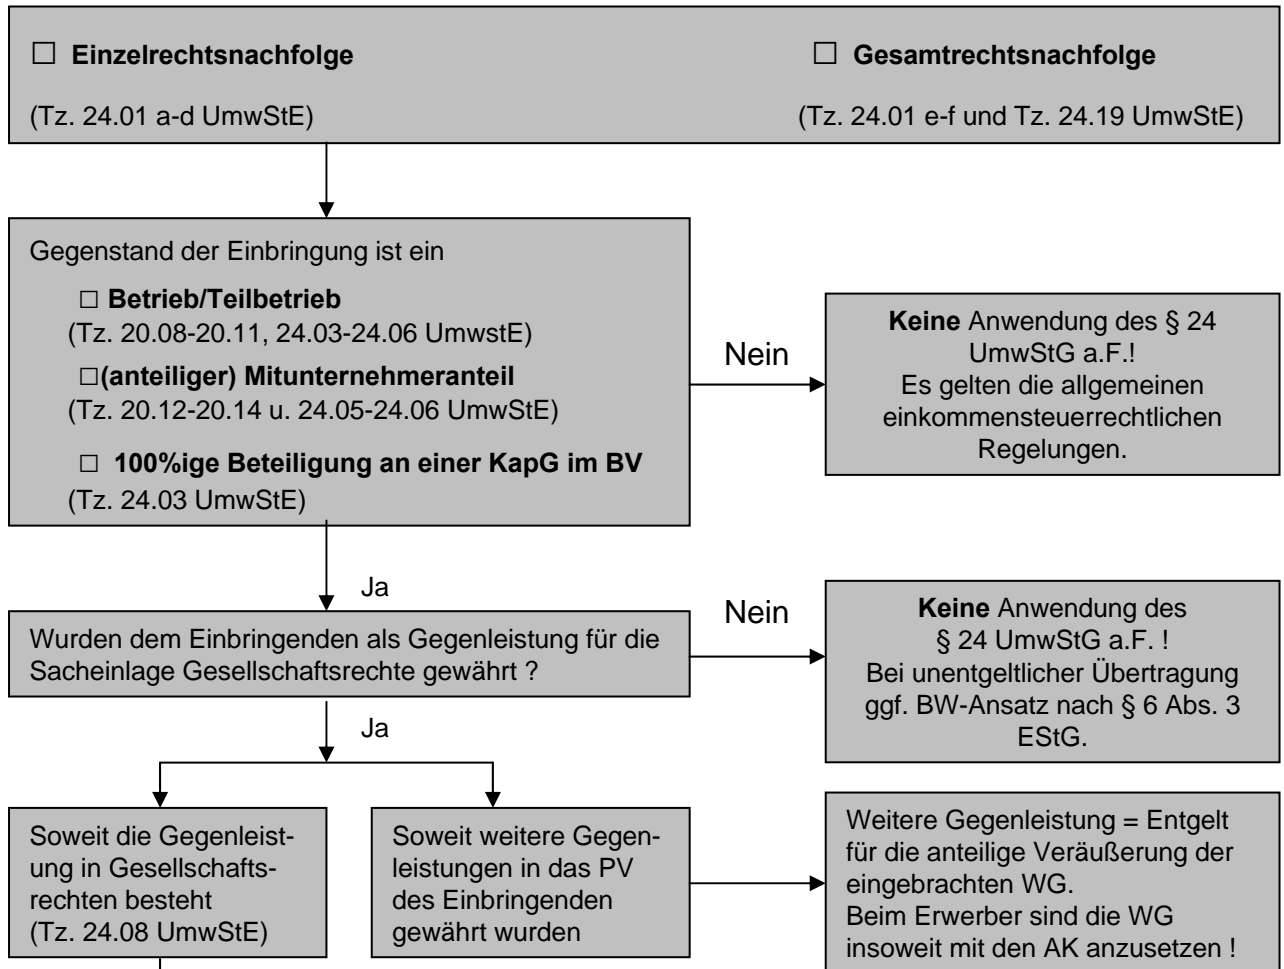 ☐ Einzelrechtsnachfolge
☐ Gesamtrechtsnachfolge
(Tz. 24.01 a-d UmwStE)
(Tz. 24.01 e-f und Tz. 24.19 UmwStE)
Gegenstand der Einbringung ist ein
☐ Betrieb/Teilbetrieb
(Tz. 20.08-20.11, 24.03-24.06 UmwstE)
☐(anteiliger) Mitunternehmeranteil
(Tz. 20.12-20.14 u. 24.05-24.06 UmwStE)
☐ 100%ige Beteiligung an einer KapG im BV
(Tz. 24.03 UmwStE)
Nein
Keine Anwendung des § 24
UmwStG a.F.!
Es gelten die allgemeinen
einkommensteuerrechtlichen
Regelungen.
Ja
Wurden dem Einbringenden als Gegenleistung für die
Sacheinlage Gesellschaftsrechte gewährt ?
Nein
Keine Anwendung des
§ 24 UmwStG a.F. !
Bei unentgeltlicher Übertragung
ggf. BW-Ansatz nach § 6 Abs. 3
EStG.
Ja
Soweit die Gegenleist-
ung in Gesellschafts-
rechten besteht
(Tz. 24.08 UmwStE)
Soweit weitere Gegen-
leistungen in das PV
des Einbringenden
gewährt wurden
Weitere Gegenleistung = Entgelt
für die anteilige Veräußerung der
eingebrachten WG.
Beim Erwerber sind die WG
insoweit mit den AK anzusetzen !